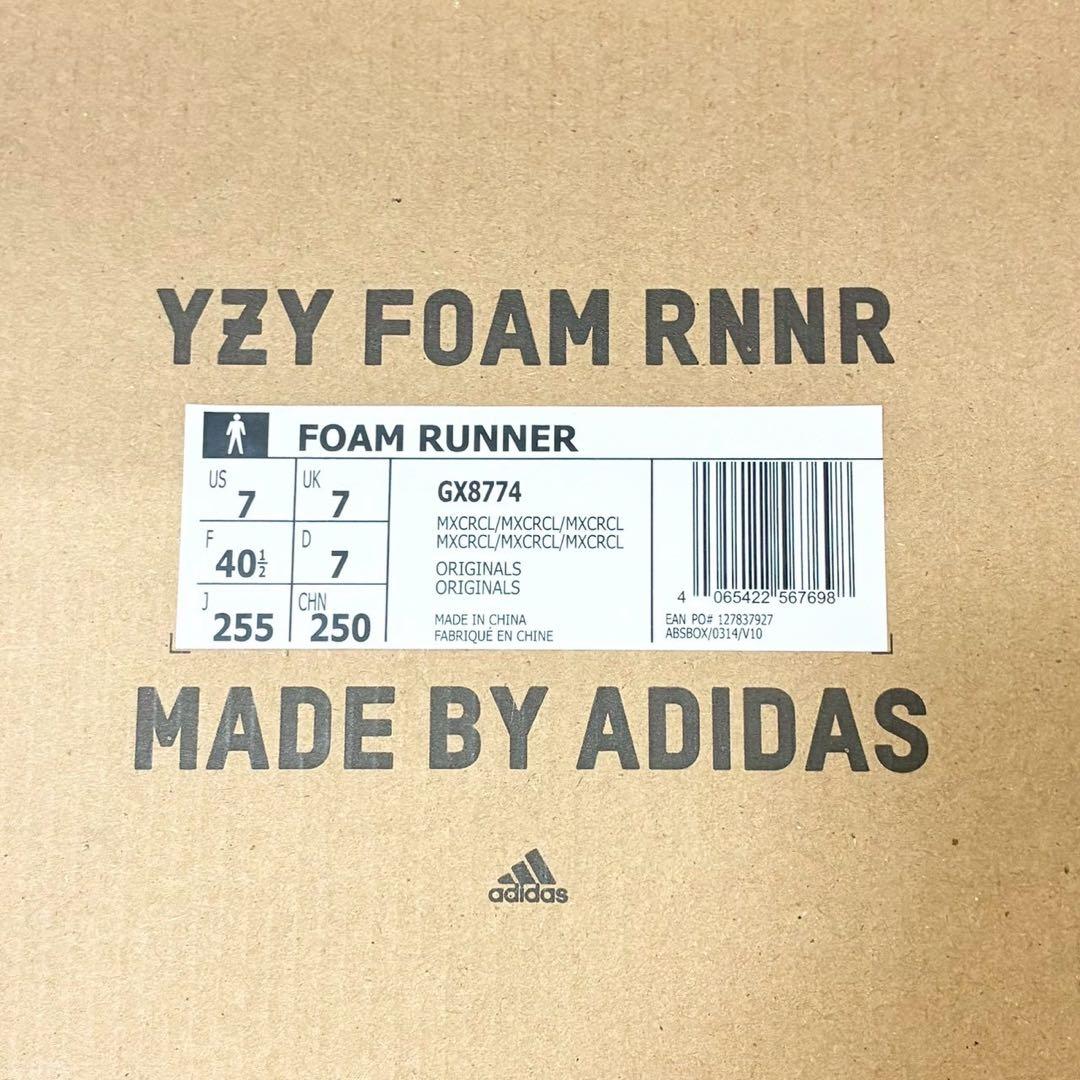 YZY FOAM RNNR
FOAM RUNNER
US 7 UK 7
F 40½ D 7
J 255 CHN 250
GX8774
MXCRCL/MXCRCL/MXCRCL
MXCRCL/MXCRCL/MXCRCL
ORIGINALS
ORIGINALS
MADE IN CHINA
FABRIQUÉ EN CHINE
4 065422 567698
EAN PO# 127837927
ABSBOX/0314/V10
MADE BY ADIDAS
adidas